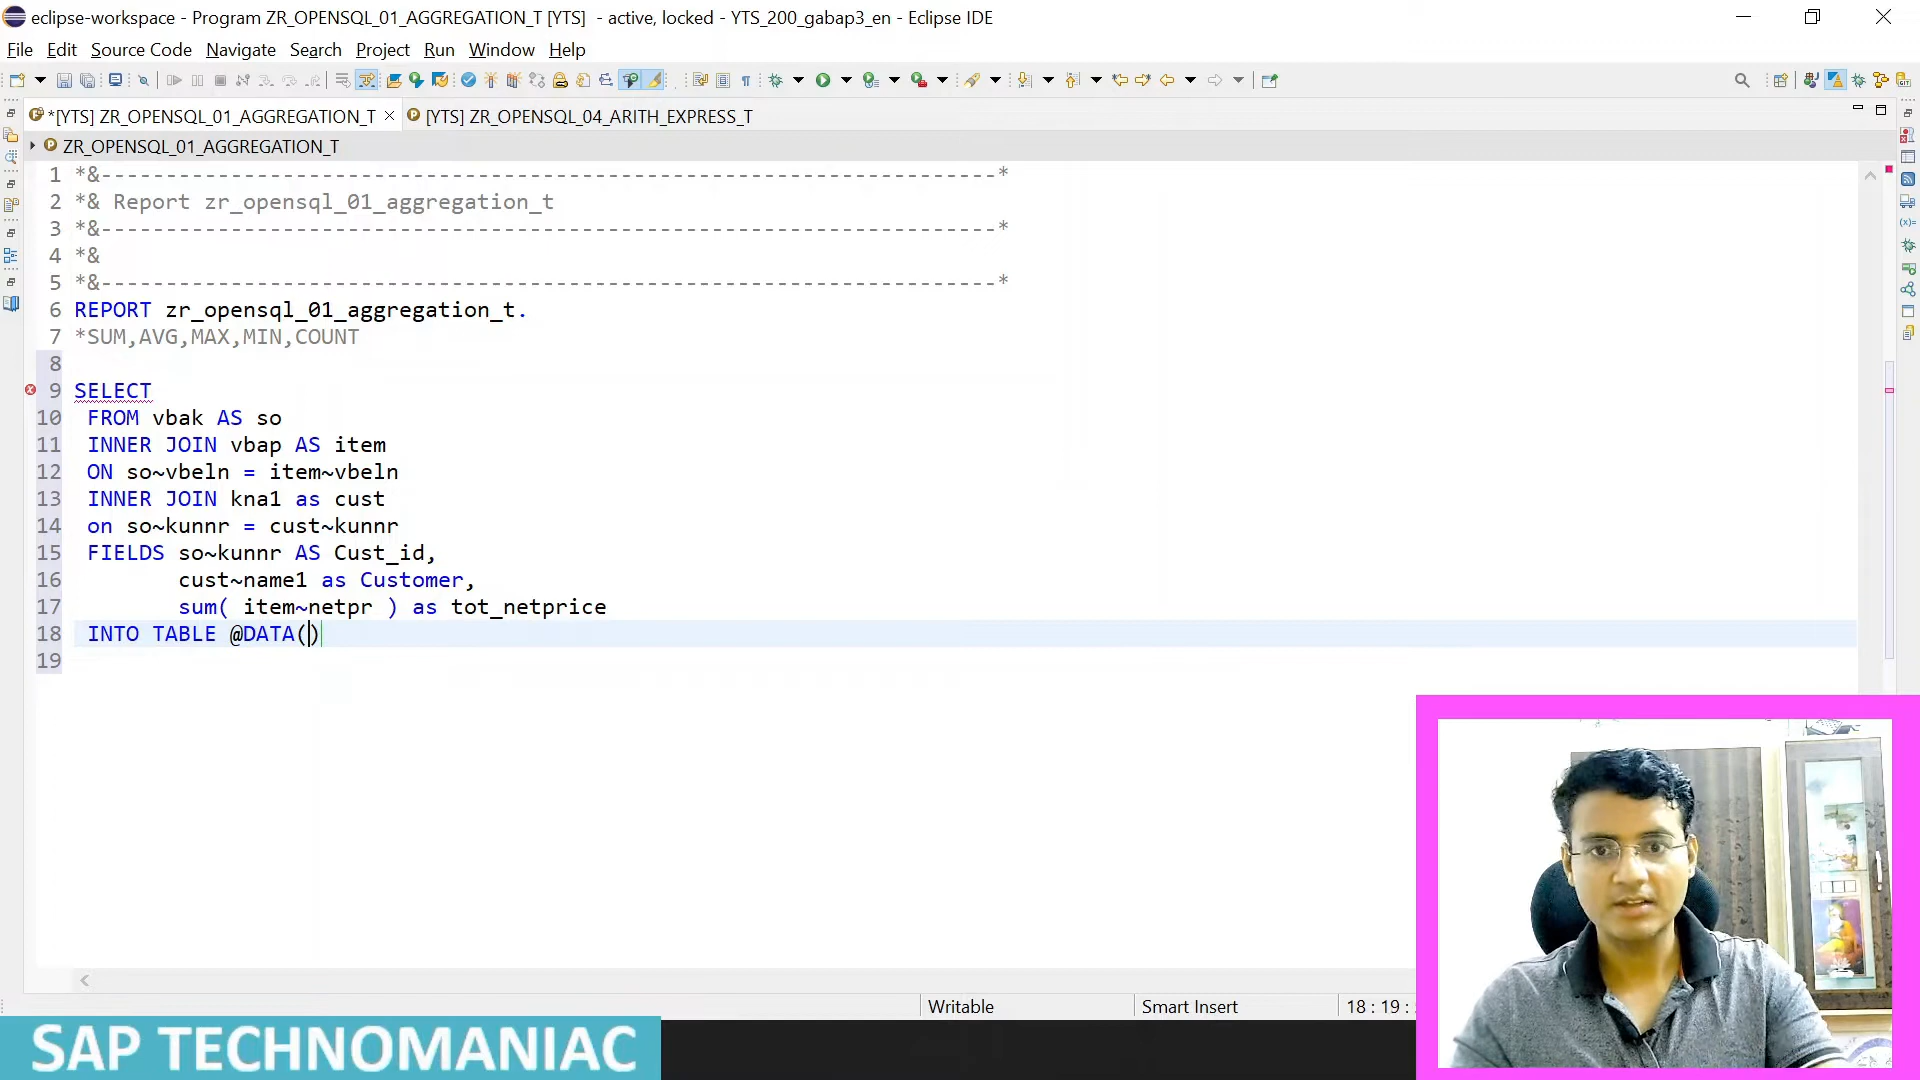 eclipse-workspace - Program ZR_OPENSQL_01_AGGREGATION_T [YTS]  - active, locked - YTS_200_gabap3_en - Eclipse IDE
File Edit Source Code Navigate Search Project Run Window Help
*[YTS] ZR_OPENSQL_01_AGGREGATION_T [YTS] ZR_OPENSQL_04_ARITH_EXPRESS_T
ZR_OPENSQL_01_AGGREGATION_T
1 *&---------------------------------------------------------------------*
2 *& Report zr_opensql_01_aggregation_t
3 *&---------------------------------------------------------------------*
4 *&
5 *&---------------------------------------------------------------------*
6 REPORT zr_opensql_01_aggregation_t.
7 *SUM,AVG,MAX,MIN,COUNT
8
9 SELECT
10 FROM vbak AS so
11 INNER JOIN vbap AS item
12 ON so~vbeln = item~vbeln
13 INNER JOIN kna1 as cust
14 on so~kunnr = cust~kunnr
15 FIELDS so~kunnr AS Cust_id,
16 cust~name1 as Customer,
17 sum( item~netpr ) as tot_netprice
18 INTO TABLE @DATA()
19
Writable Smart Insert 18 : 19 :
SAP TECHNOMANIAC